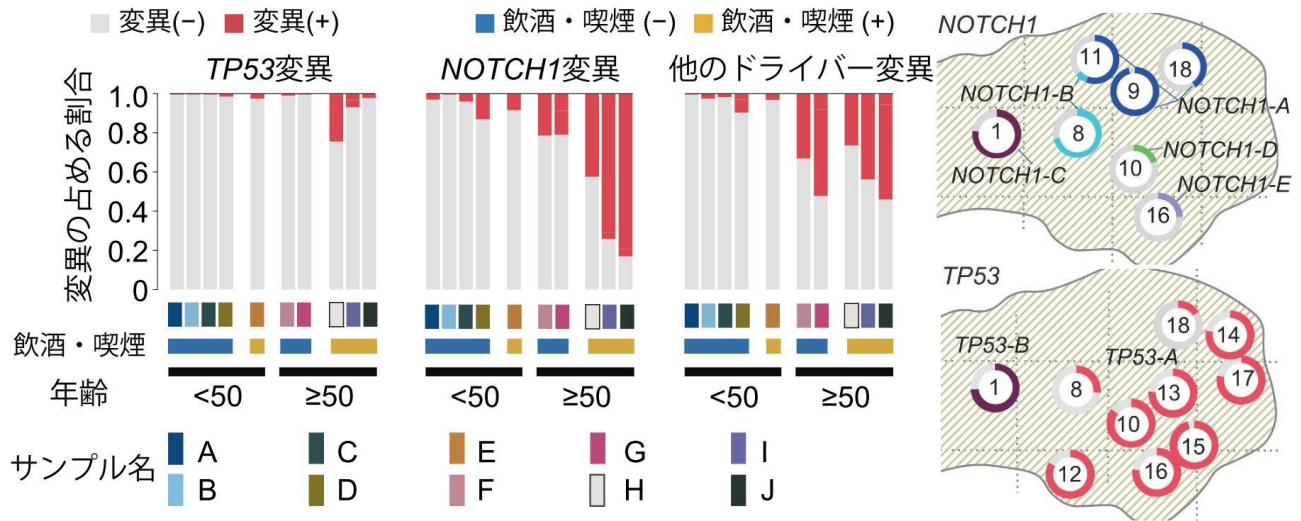 変異(−) 変異(+) 飲酒・喫煙 (−) 飲酒・喫煙 (+)
TP53変異 NOTCH1変異 他のドライバー変異
変異の占める割合
1.0
0.8
0.6
0.4
0.2
0
飲酒・喫煙
年齢 <50 ≥50 <50 ≥50 <50 ≥50
サンプル名
A C E G I
B D F H J
NOTCH1
11 18
9
NOTCH1-B NOTCH1-A
1 8
NOTCH1-D
10
NOTCH1-C NOTCH1-E
16
TP53
18 14
TP53-B TP53-A
1 8 13 17
10
15
12 16